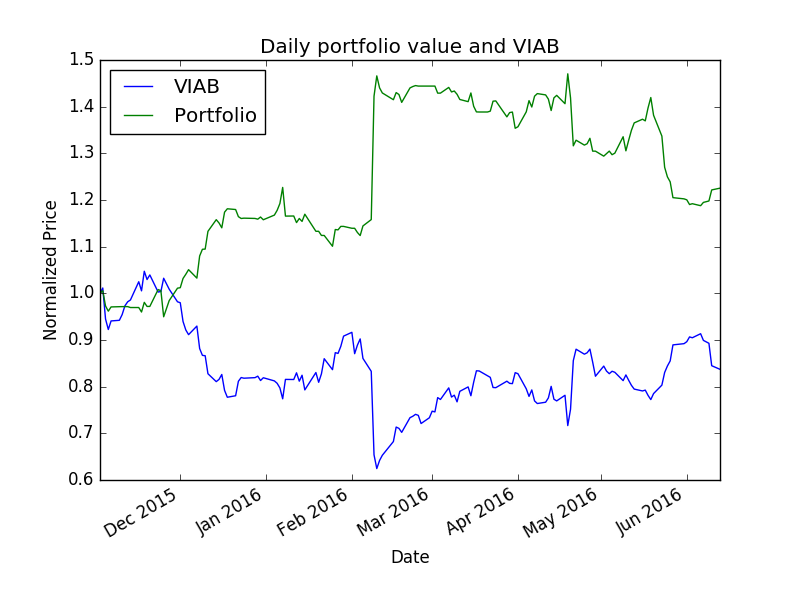 Daily portfolio value and VIAB
VIAB
Portfolio
Normalized Price
1.5
1.4
1.3
1.2
1.1
1.0
0.9
0.8
0.7
0.6
Dec 2015
Jan 2016
Feb 2016
Mar 2016
Apr 2016
May 2016
Jun 2016
Date